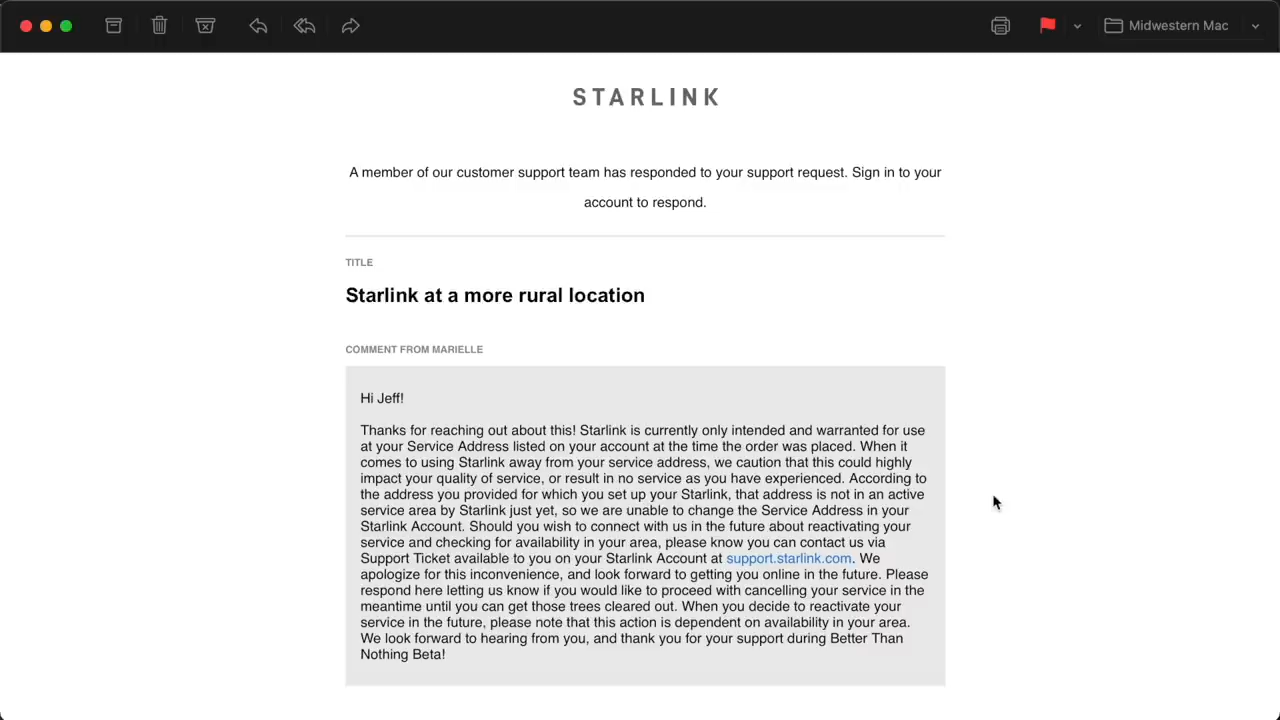 Midwestern Mac
STARLINK
A member of our customer support team has responded to your support request. Sign in to your
account to respond.
TITLE
Starlink at a more rural location
COMMENT FROM MARIELLE
Hi Jeff!
Thanks for reaching out about this! Starlink is currently only intended and warranted for use
at your Service Address listed on your account at the time the order was placed. When it
comes to using Starlink away from your service address, we caution that this could highly
impact your quality of service, or result in no service as you have experienced. According to
the address you provided for which you set up your Starlink, that address is not in an active
service area by Starlink just yet, so we are unable to change the Service Address in your
Starlink Account. Should you wish to connect with us in the future about reactivating your
service and checking for availability in your area, please know you can contact us via
Support Ticket available to you on your Starlink Account at support.starlink.com. We
apologize for this inconvenience, and look forward to getting you online in the future. Please
respond here letting us know if you would like to proceed with cancelling your service in the
meantime until you can get those trees cleared out. When you decide to reactivate your
service in the future, please note that this action is dependent on availability in your area.
We look forward to hearing from you, and thank you for your support during Better Than
Nothing Beta!